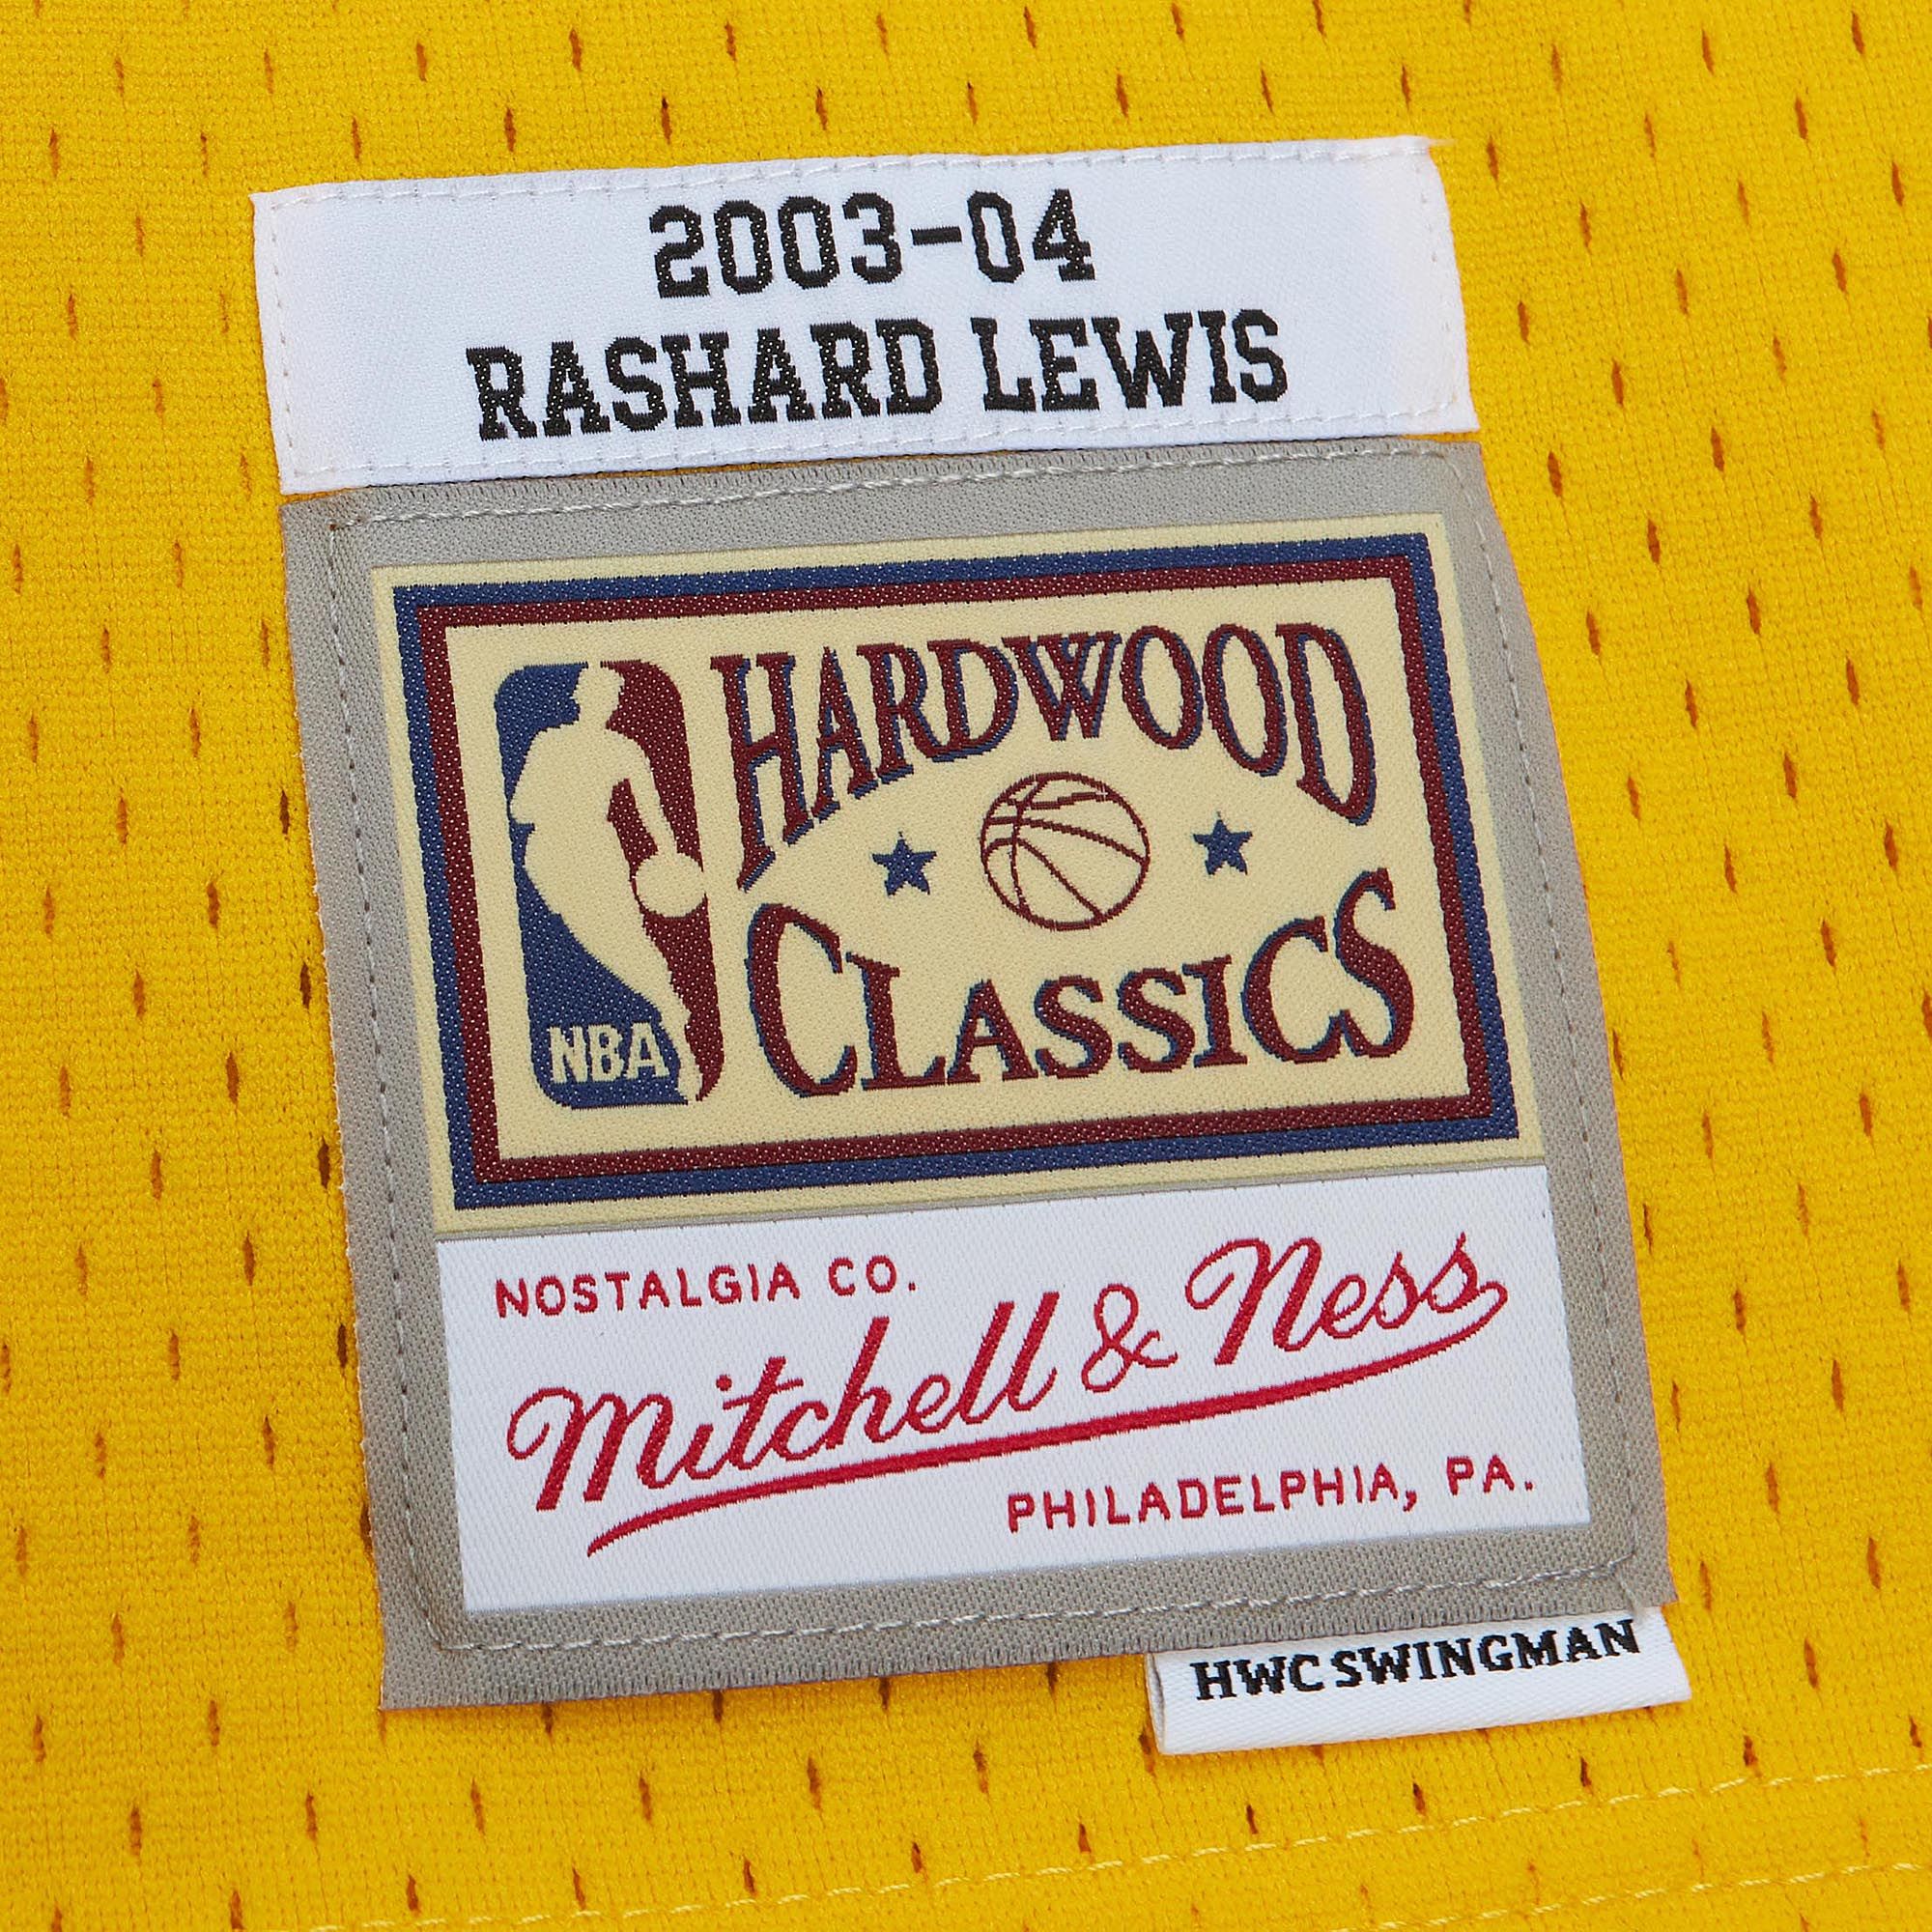 2003-04
RASHARD LEWIS
HARDWOOD
CLASSICS
NBA
NOSTALGIA CO.
Mitchell & Ness
PHILADELPHIA, PA.
HWC SWINGMAN